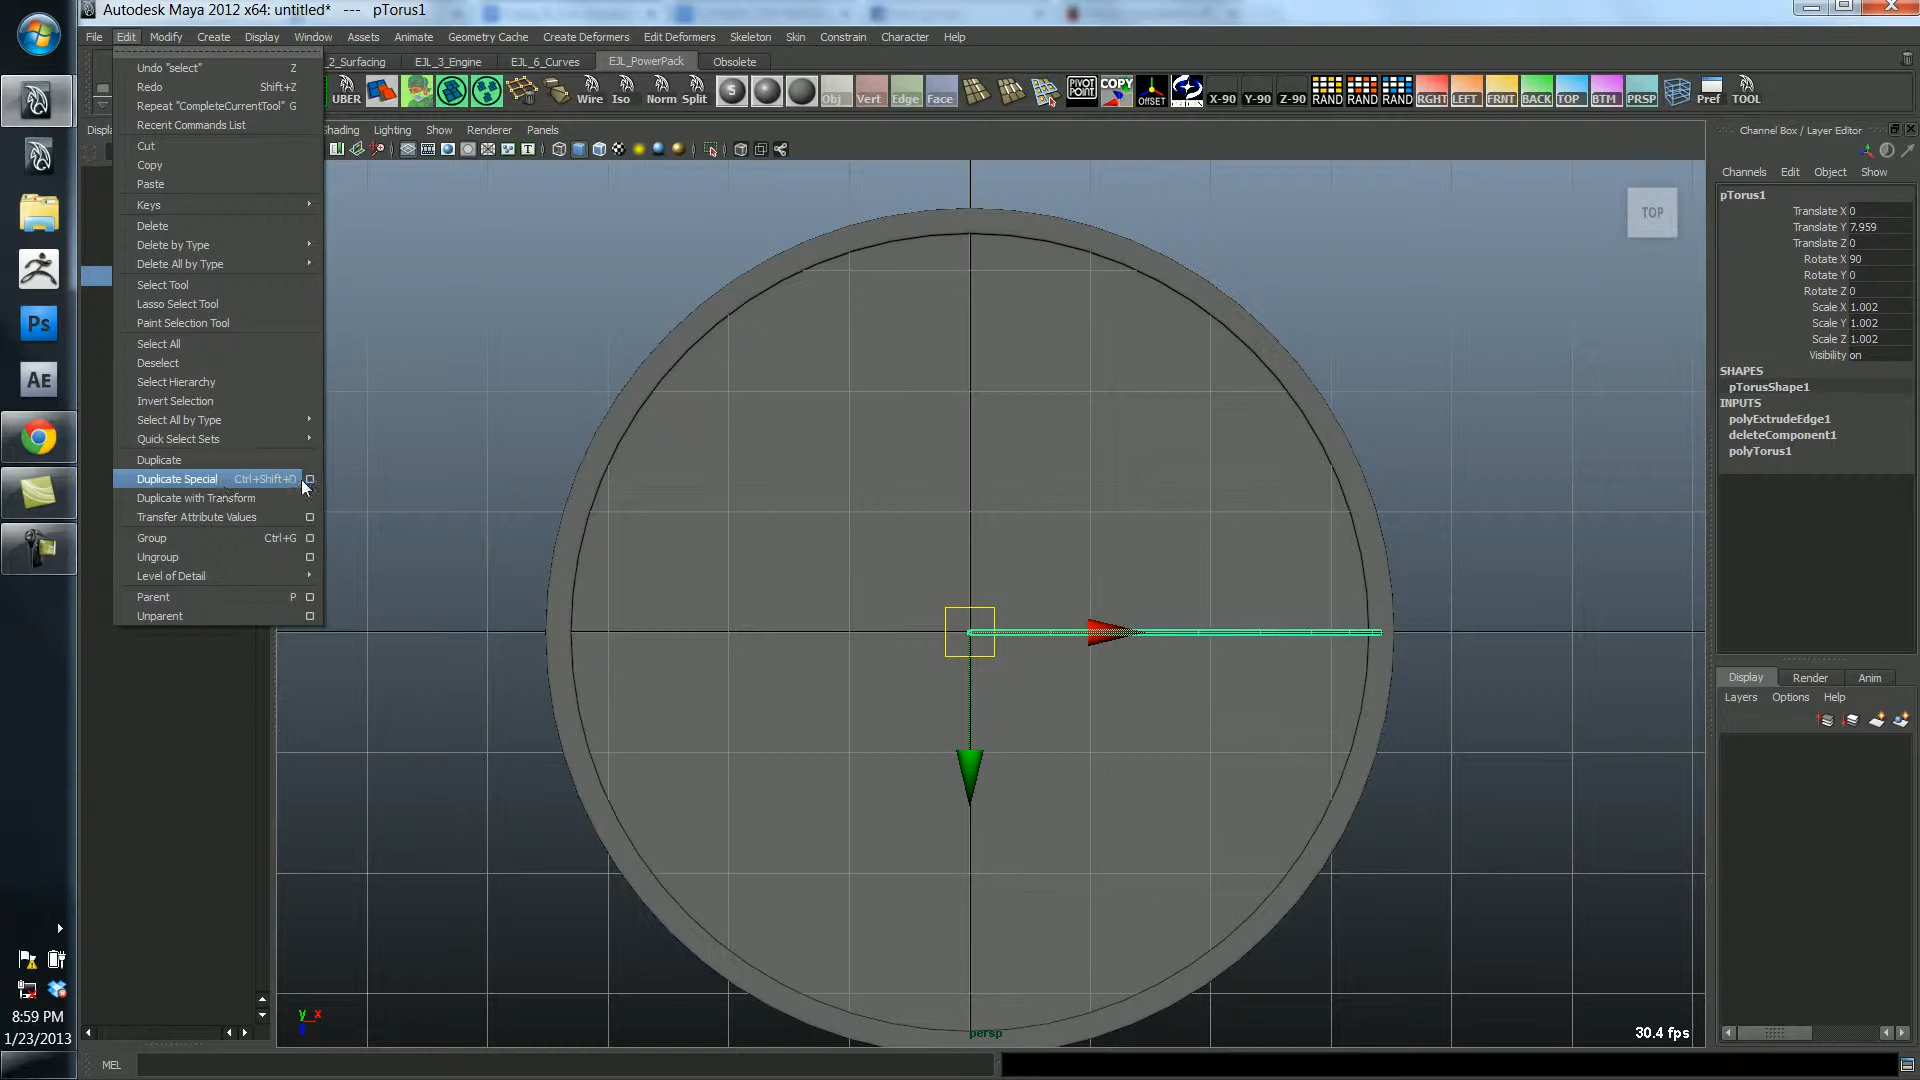 Autodesk Maya 2012 x64: untitled* --- pTorus1
File Edit Modify Create Display Window Assets Animate Geometry Cache Create Deformers Edit Deformers Skeleton Skin Constrain Character Help
_2_Surfacing EJL_3_Engine EJL_6_Curves EJL_PowerPack Obsolete
UBER Wire Iso Norm Split S Obj Vert Edge Face PIVOT POINT COPY OFFSET X-90 Y-90 Z-90 RAND RAND RAND RGHT LEFT FRNT BACK TOP BTM PRSP Pref TOOL
Shading Lighting Show Renderer Panels
Undo "select" Z
Redo Shift+Z
Repeat "CompleteCurrentTool" G
Recent Commands List
Cut
Copy
Paste
Keys
Delete
Delete by Type
Delete All by Type
Select Tool
Lasso Select Tool
Paint Selection Tool
Select All
Deselect
Select Hierarchy
Invert Selection
Select All by Type
Quick Select Sets
Duplicate
Duplicate Special Ctrl+Shift+D
Duplicate with Transform
Transfer Attribute Values
Group Ctrl+G
Ungroup
Level of Detail
Parent P
Unparent
TOP
y x
persp
30.4 fps
Channel Box / Layer Editor
Channels Edit Object Show
pTorus1
Translate X 0
Translate Y 7.959
Translate Z 0
Rotate X 90
Rotate Y 0
Rotate Z 0
Scale X 1.002
Scale Y 1.002
Scale Z 1.002
Visibility on
SHAPES
pTorusShape1
INPUTS
polyExtrudeEdge1
deleteComponent1
polyTorus1
Display Render Anim
Layers Options Help
Ps
AE
8:59 PM
1/23/2013
MEL